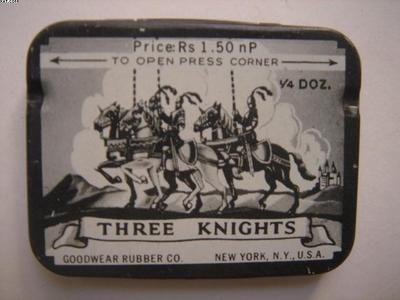 Price:Rs 1.50 nP
TO OPEN PRESS CORNER
1/4 DOZ.
THREE KNIGHTS
GOODWEAR RUBBER CO. NEW YORK, N.Y., U.S.A.